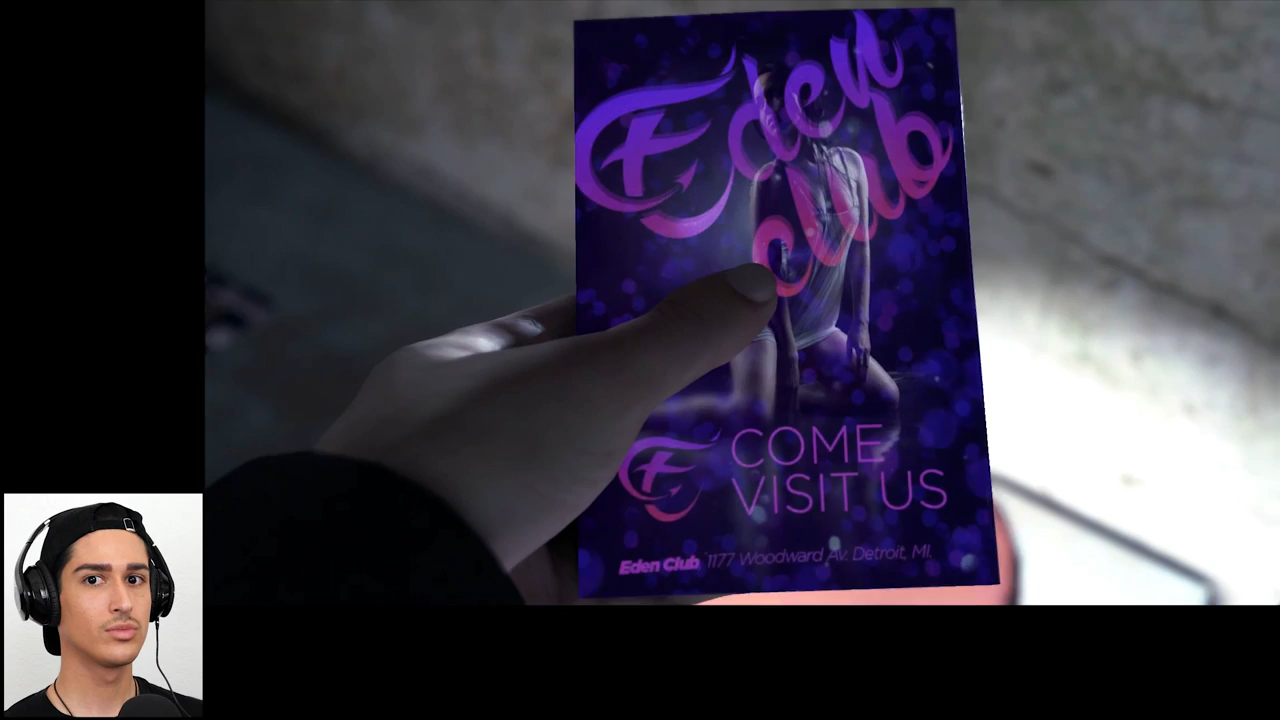 Eden
club
COME
VISIT US
Eden Club 1177 Woodward Av. Detroit, MI.